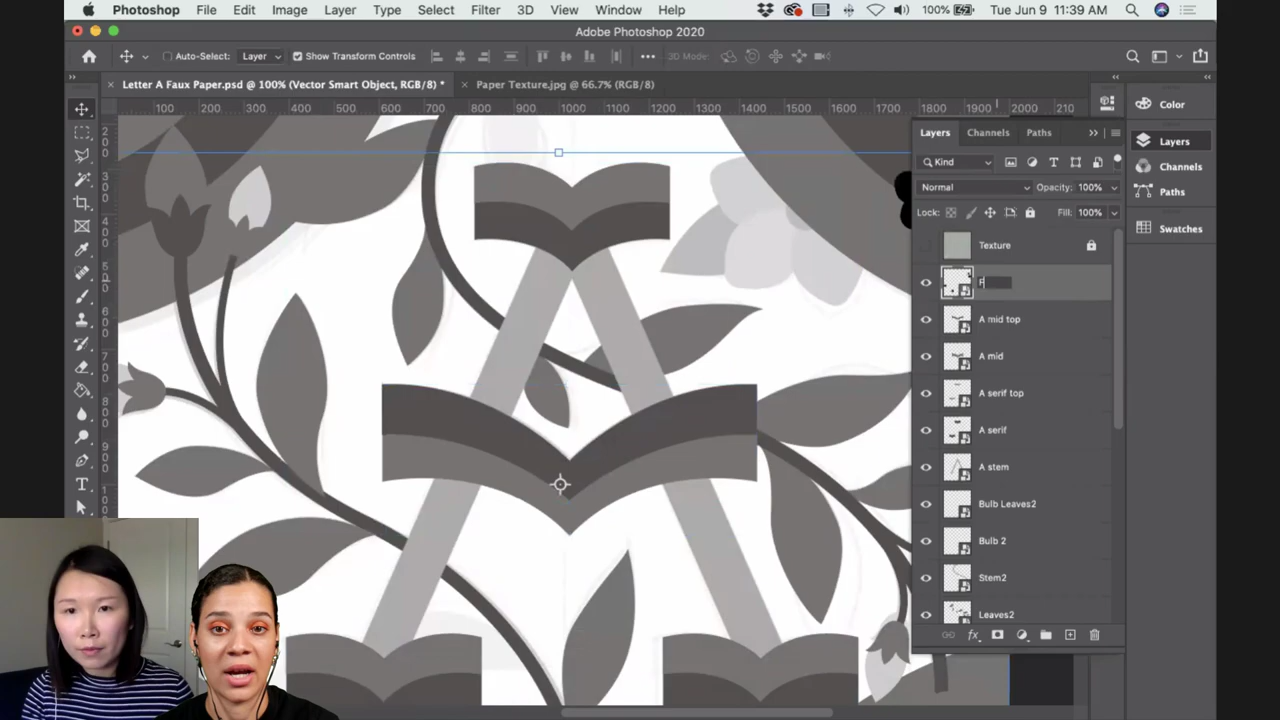 Photoshop File Edit Image Layer Type Select Filter 3D View Window Help 100% Tue Jun 9 11:39 AM
Adobe Photoshop 2020
Auto-Select: Layer Show Transform Controls 3D Mode:
Letter A Faux Paper.psd @ 100% (Vector Smart Object, RGB/8) * Paper Texture.jpg @ 66.7% (RGB/8)
100 200 300 400 500 600 700 800 900 1000 1100 1200 1300 1400 1500 1600 1700 1800 1900 2000 210
Layers Channels Paths
Kind
Normal Opacity: 100%
Lock: Fill: 100%
Texture
F
A mid top
A mid
A serif top
A serif
A stem
Bulb Leaves2
Bulb 2
Stem2
Leaves2
fx
Color
Layers
Channels
Paths
Swatches